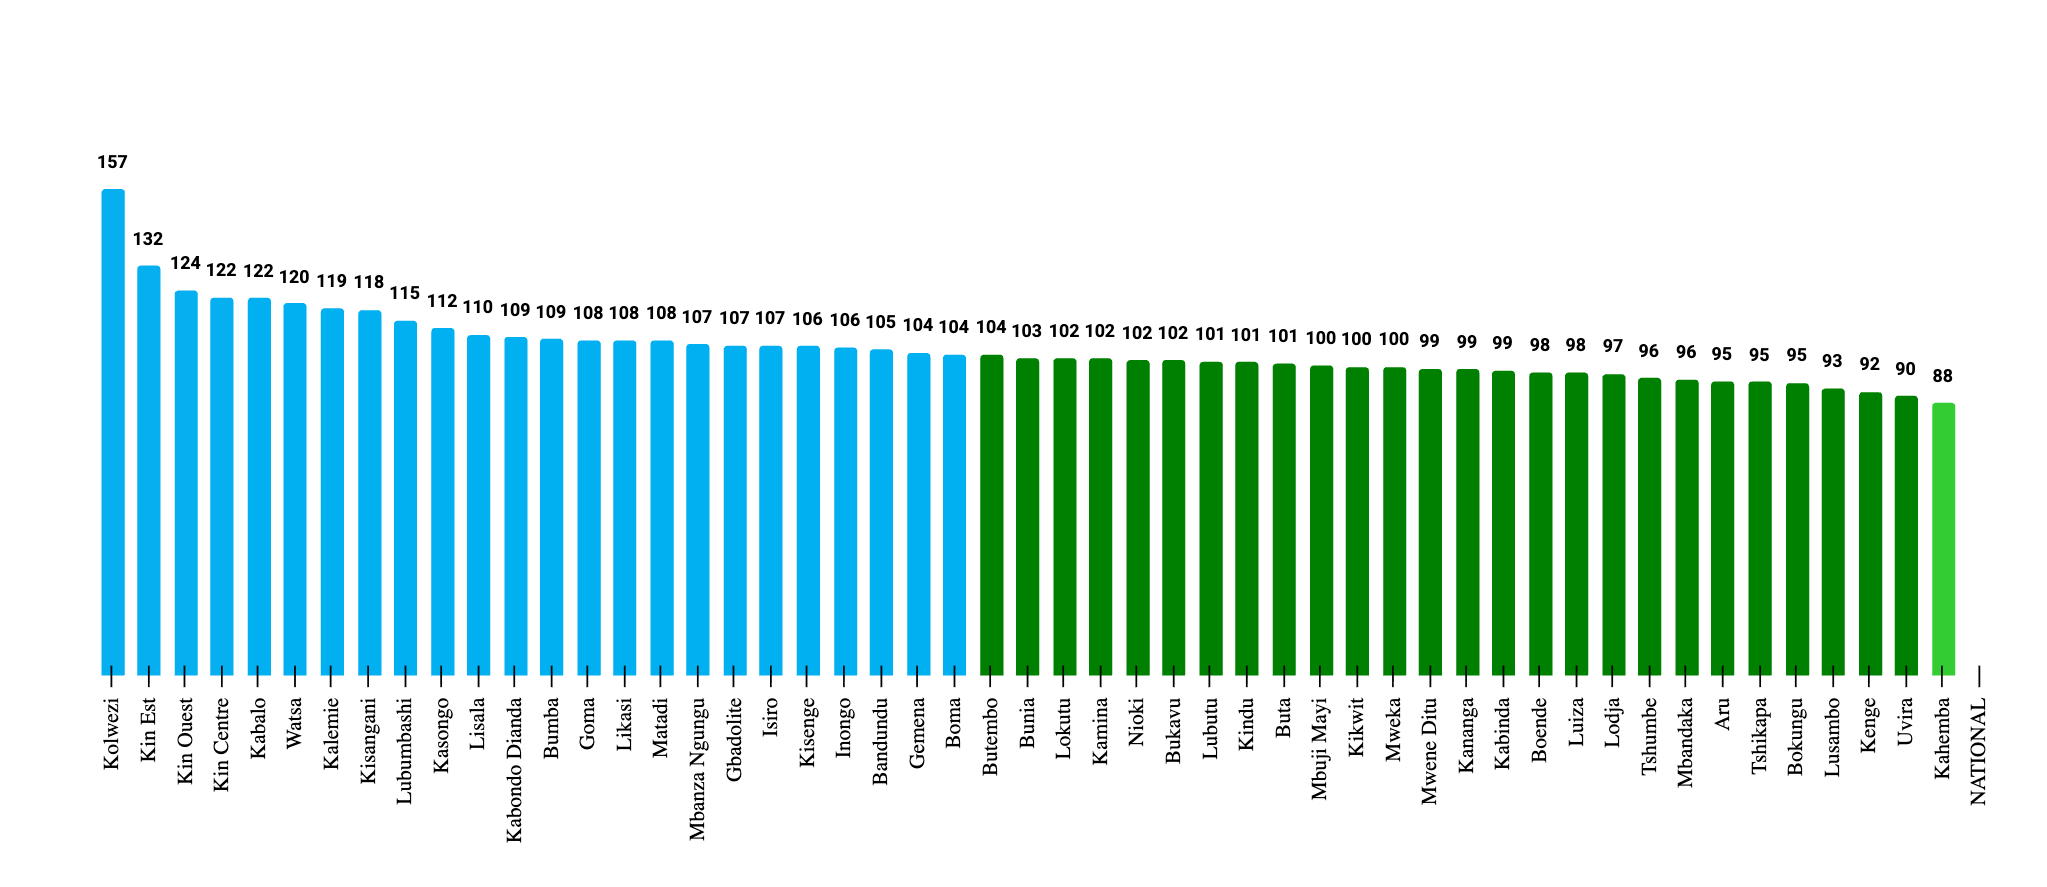 157
132
124
122
122
120
119
118
115
112
110
109
109
108
108
108
107
107
107
106
106
105
104
104
104
103
102
102
102
102
101
101
101
100
100
100
99
99
99
98
98
97
96
96
95
95
95
93
92
90
88
Kolwezi
Kin Est
Kin Ouest
Kin Centre
Kabalo
Watsa
Kalemie
Kisangani
Lubumbashi
Kasongo
Lisala
Kabondo Dianda
Bumba
Goma
Likasi
Matadi
Mbanza Ngungu
Gbadolite
Isiro
Kisenge
Inongo
Bandundu
Gemena
Boma
Butembo
Bunia
Lokutu
Kamina
Nioki
Bukavu
Lubutu
Kindu
Buta
Mbuji Mayi
Kikwit
Mweka
Mwene Ditu
Kananga
Kabinda
Boende
Luiza
Lodja
Tshumbe
Mbandaka
Aru
Tshikapa
Bokungu
Lusambo
Kenge
Uvira
Kahemba
NATIONAL